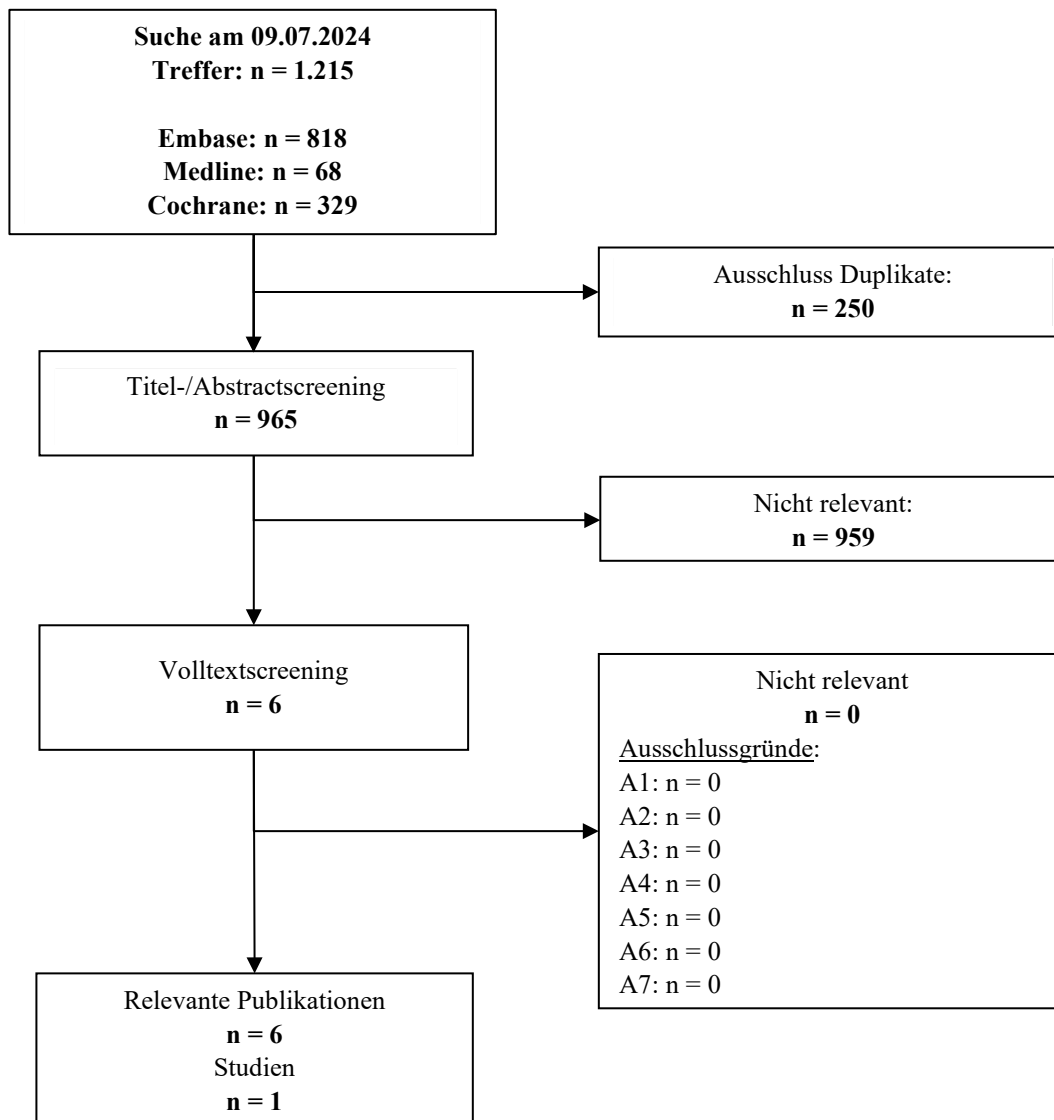 Suche am 09.07.2024
Treffer: n = 1.215
Embase: n = 818
Medline: n = 68
Cochrane: n = 329
Ausschluss Duplikate:
n = 250
Titel-/Abstractscreening
n = 965
Nicht relevant:
n = 959
Volltextscreening
n = 6
Nicht relevant
n = 0
Ausschlussgründe:
A1: n = 0
A2: n = 0
A3: n = 0
A4: n = 0
A5: n = 0
A6: n = 0
A7: n = 0
Relevante Publikationen
n = 6
Studien
n = 1